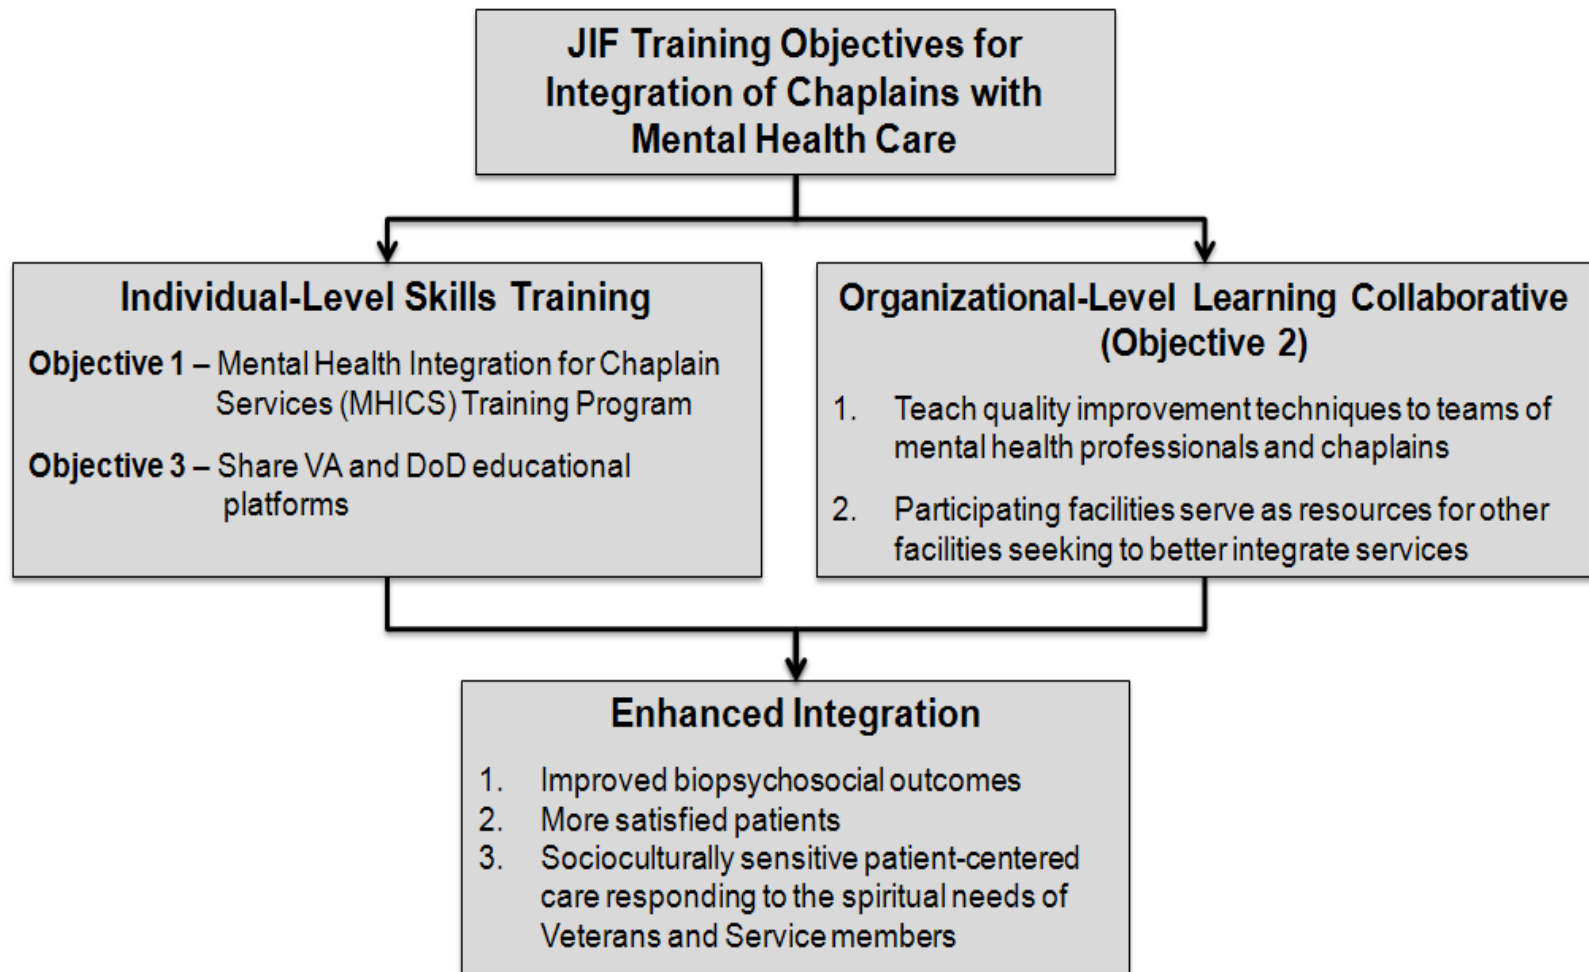 JIF Training Objectives for
Integration of Chaplains with
Mental Health Care
Individual-Level Skills Training
Objective 1 – Mental Health Integration for Chaplain
Services (MHICS) Training Program
Objective 3 – Share VA and DoD educational
platforms
Organizational-Level Learning Collaborative
(Objective 2)
1. Teach quality improvement techniques to teams of
mental health professionals and chaplains
2. Participating facilities serve as resources for other
facilities seeking to better integrate services
Enhanced Integration
1. Improved biopsychosocial outcomes
2. More satisfied patients
3. Socioculturally sensitive patient-centered
care responding to the spiritual needs of
Veterans and Service members